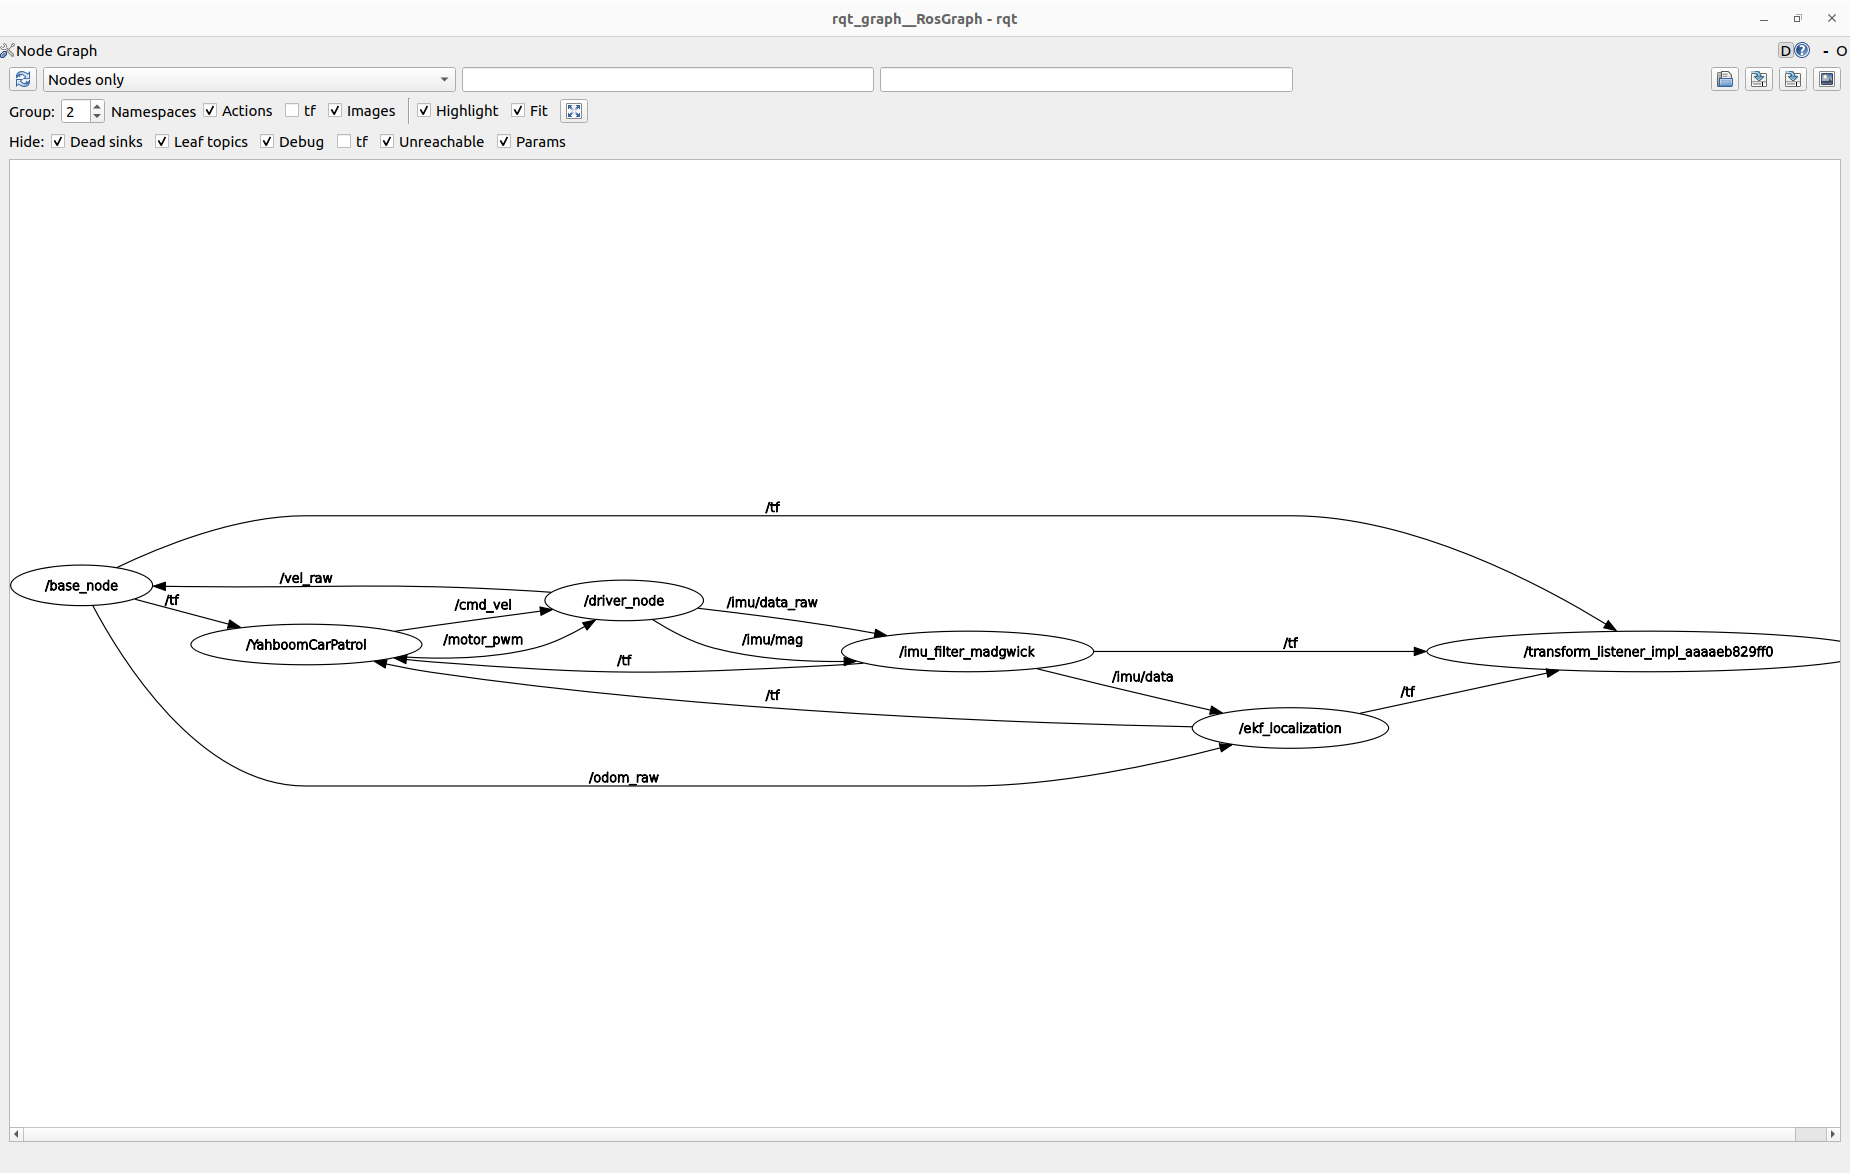 rqt_graph__RosGraph - rqt
Node Graph
D
- O
Nodes only
Group: 2 Namespaces Actions tf Images Highlight Fit
Hide: Dead sinks Leaf topics Debug tf Unreachable Params
/tf
/vel_raw
/base_node
/tf
/cmd_vel
/driver_node
/imu/data_raw
/YahboomCarPatrol
/motor_pwm
/imu/mag
/tf
/imu_filter_madgwick
/tf
/transform_listener_impl_aaaaeb829ff0
/imu/data
/tf
/tf
/ekf_localization
/odom_raw